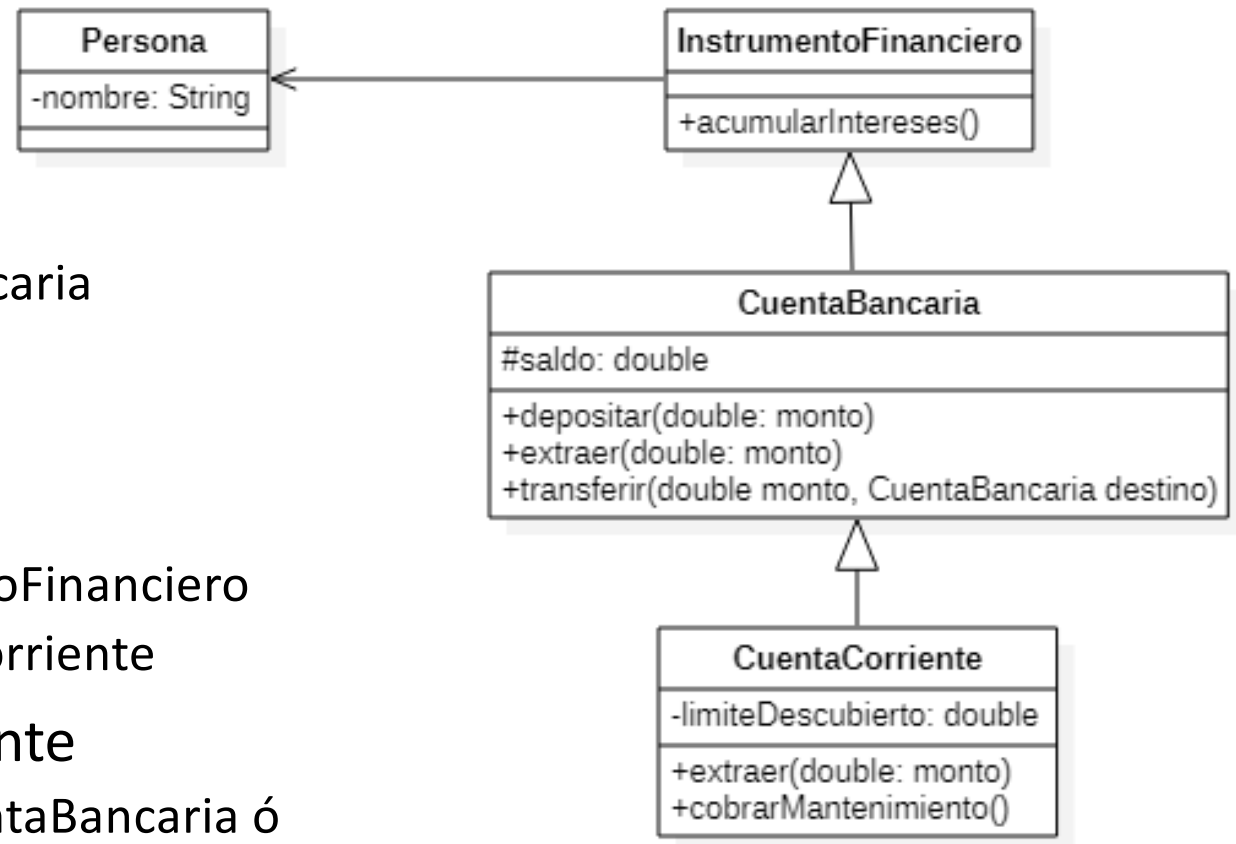 Persona
-nombre: String
InstrumentoFinanciero
+acumularIntereses()
caria
CuentaBancaria
#saldo: double
+depositar(double: monto)
+extraer(double: monto)
+transferir(double monto, CuentaBancaria destino)
oFinanciero
orriente
nte
ntaBancaria ó
CuentaCorriente
-limiteDescubierto: double
+extraer(double: monto)
+cobrarMantenimiento()